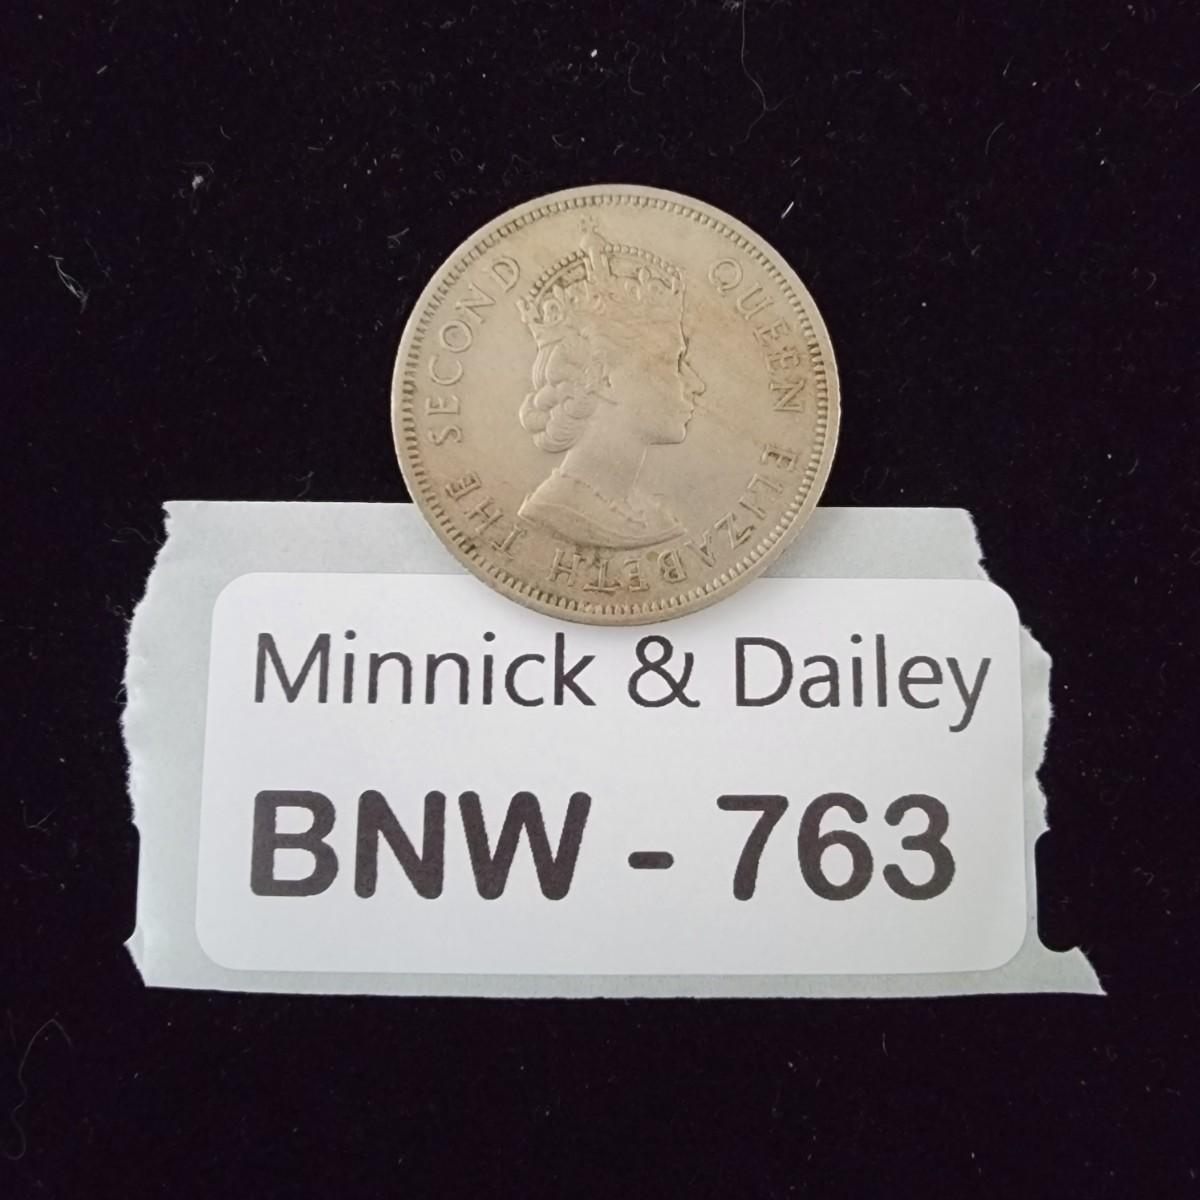 QUEEN ELIZABETH THE SECOND
Minnick & Dailey
BNW - 763